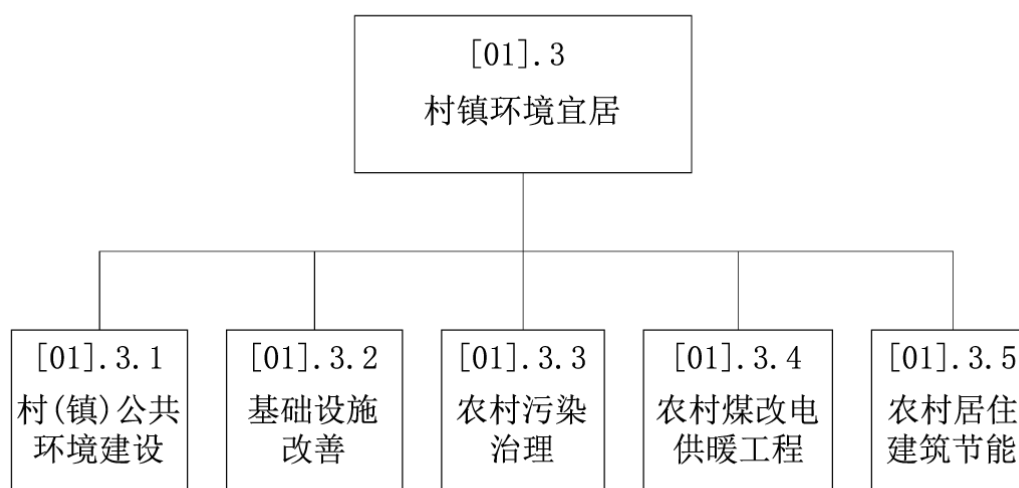 [01].3
村镇环境宜居
[01].3.1
村(镇)公共
环境建设
[01].3.2
基础设施
改善
[01].3.3
农村污染
治理
[01].3.4
农村煤改电
供暖工程
[01].3.5
农村居住
建筑节能